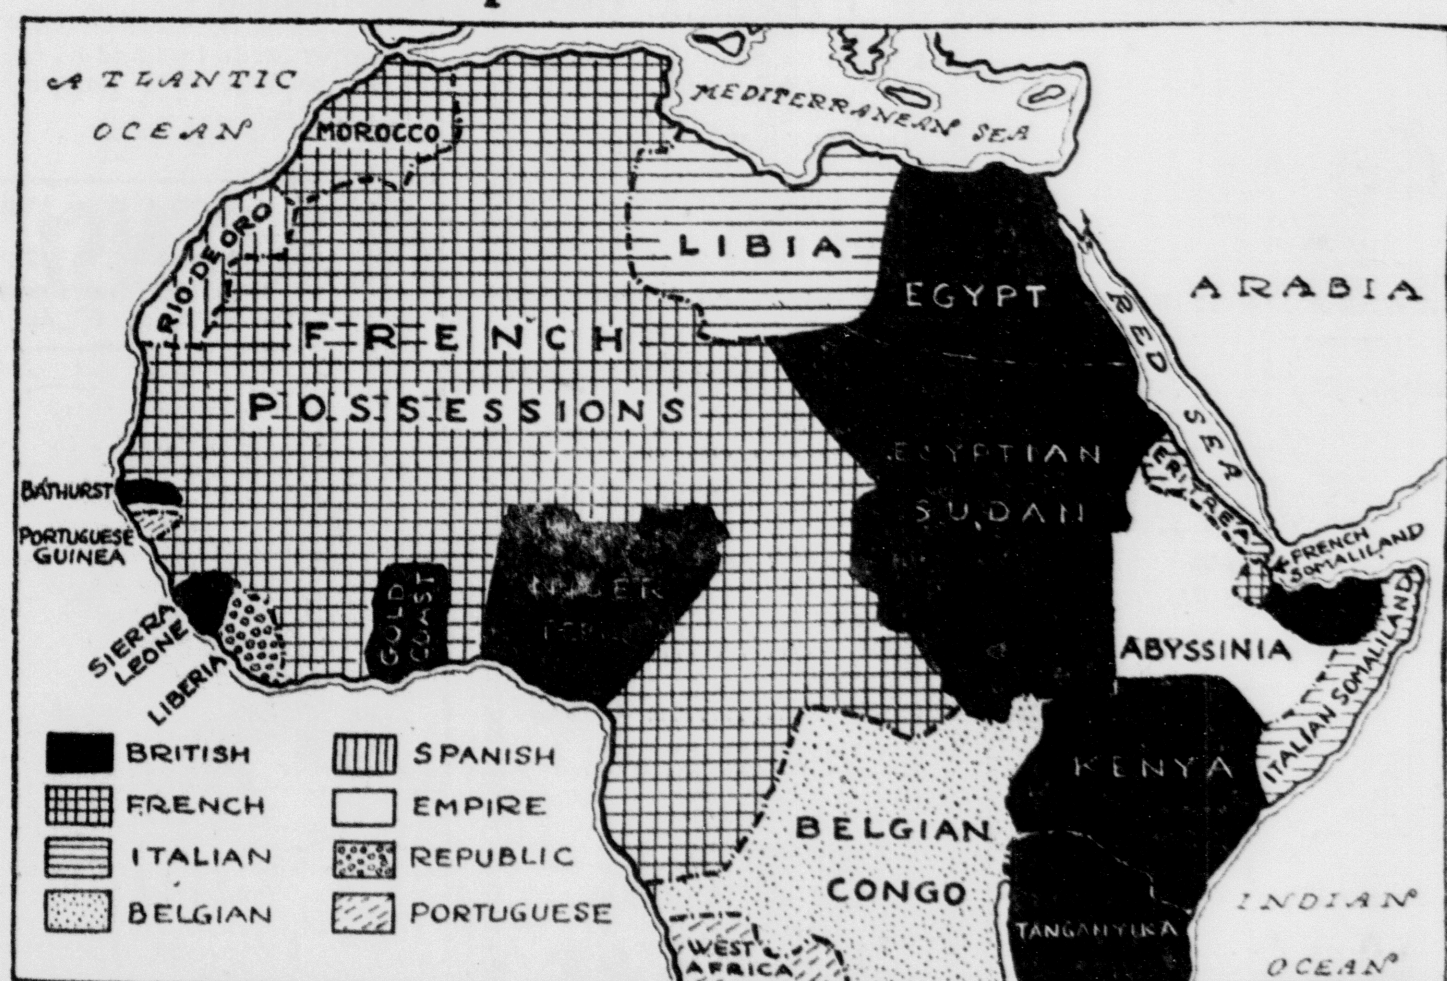 ATLANTIC
OCEAN
MEDITERRANEAN SEA
MOROCCO
RIO DE ORO
LIBIA
EGYPT
RED SEA
ARABIA
FRENCH
POSSESSIONS
EGYPTIAN
SUDAN
ERITREA
BATHURST
PORTUGUESE
GUINEA
FRENCH
SOMALILAND
NIGER
GOLD
COAST
SIERRA
LEONE
LIBERIA
ABYSSINIA
ITALIAN SOMALILAND
KENYA
BELGIAN
CONGO
TANGANYIKA
WEST
AFRICA
INDIAN
OCEAN
BRITISH
FRENCH
ITALIAN
BELGIAN
SPANISH
EMPIRE
REPUBLIC
PORTUGUESE